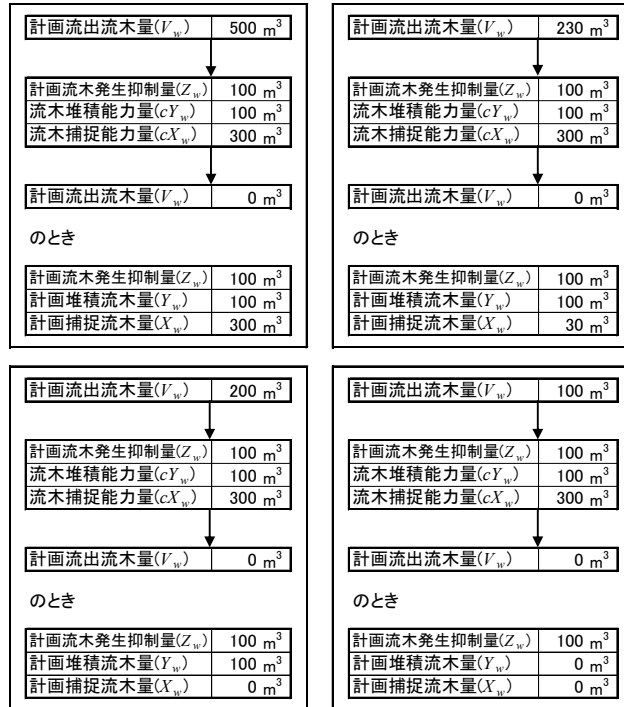 計画流出流木量(Vw) 500 m³
計画流木発生抑制量(Zw) 100 m³
流木堆積能力量(cYw) 100 m³
流木捕捉能力量(cXw) 300 m³
計画流出流木量(Vw) 0 m³
のとき
計画流木発生抑制量(Zw) 100 m³
計画堆積流木量(Yw) 100 m³
計画捕捉流木量(Xw) 300 m³
計画流出流木量(Vw) 230 m³
計画流木発生抑制量(Zw) 100 m³
流木堆積能力量(cYw) 100 m³
流木捕捉能力量(cXw) 300 m³
計画流出流木量(Vw) 0 m³
のとき
計画流木発生抑制量(Zw) 100 m³
計画堆積流木量(Yw) 100 m³
計画捕捉流木量(Xw) 30 m³
計画流出流木量(Vw) 200 m³
計画流木発生抑制量(Zw) 100 m³
流木堆積能力量(cYw) 100 m³
流木捕捉能力量(cXw) 300 m³
計画流出流木量(Vw) 0 m³
のとき
計画流木発生抑制量(Zw) 100 m³
計画堆積流木量(Yw) 100 m³
計画捕捉流木量(Xw) 0 m³
計画流出流木量(Vw) 100 m³
計画流木発生抑制量(Zw) 100 m³
流木堆積能力量(cYw) 100 m³
流木捕捉能力量(cXw) 300 m³
計画流出流木量(Vw) 0 m³
のとき
計画流木発生抑制量(Zw) 100 m³
計画堆積流木量(Yw) 0 m³
計画捕捉流木量(Xw) 0 m³